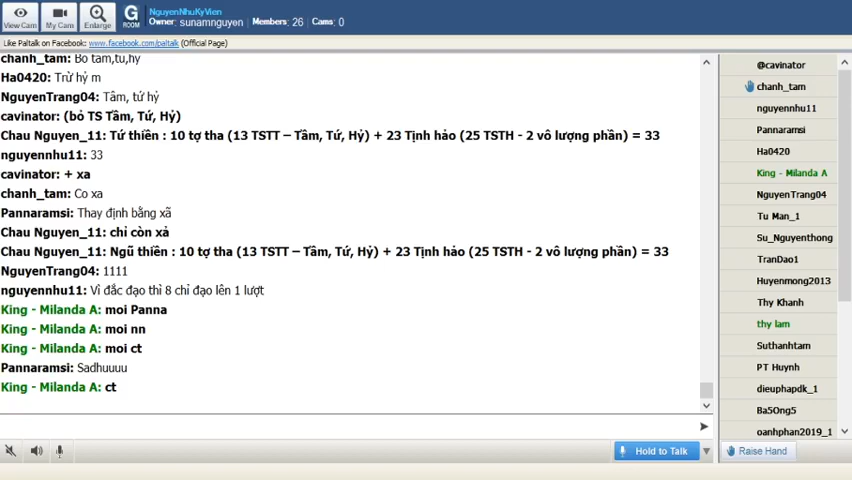 NguyenNhuKyVien
Owner: sunamnguyen Members: 26 Cams: 0
View Cam
My Cam
Enlarge
G
ROOM
Like Paltalk on Facebook: www.facebook.com/paltalk (Official Page)
chanh_tam: Bỏ tam,tu,hy
Ha0420: Trừ hỷ m
NguyenTrang04: Tâm, tứ hỷ
cavinator: (bỏ TS Tầm, Tứ, Hỷ)
Chau Nguyen_11: Tứ thiền : 10 tợ tha (13 TSTT – Tầm, Tứ, Hỷ) + 23 Tịnh hảo (25 TSTH - 2 vô lượng phần) = 33
nguyennhu11: 33
cavinator: + xa
chanh_tam: Co xa
Pannaramsi: Thay định bằng xã
Chau Nguyen_11: chỉ còn xả
Chau Nguyen_11: Ngũ thiền : 10 tợ tha (13 TSTT – Tầm, Tứ, Hỷ) + 23 Tịnh hảo (25 TSTH - 2 vô lượng phần) = 33
NguyenTrang04: 1111
nguyennhu11: Vì đắc đạo thì 8 chỉ đạo lên 1 lượt
King - Milanda A: moi Panna
King - Milanda A: moi nn
King - Milanda A: moi ct
Pannaramsi: Sadhuuuu
King - Milanda A: ct
Hold to Talk
@cavinator
chanh_tam
nguyennhu11
Pannaramsi
Ha0420
King - Milanda A
NguyenTrang04
Tu Man_1
Su_Nguyenthong
TranDao1
Huyenmong2013
Thy Khanh
thy lam
Suthanhtam
PT Huynh
dieuphapdk_1
Ba5Ong5
oanhphan2019_1
Raise Hand